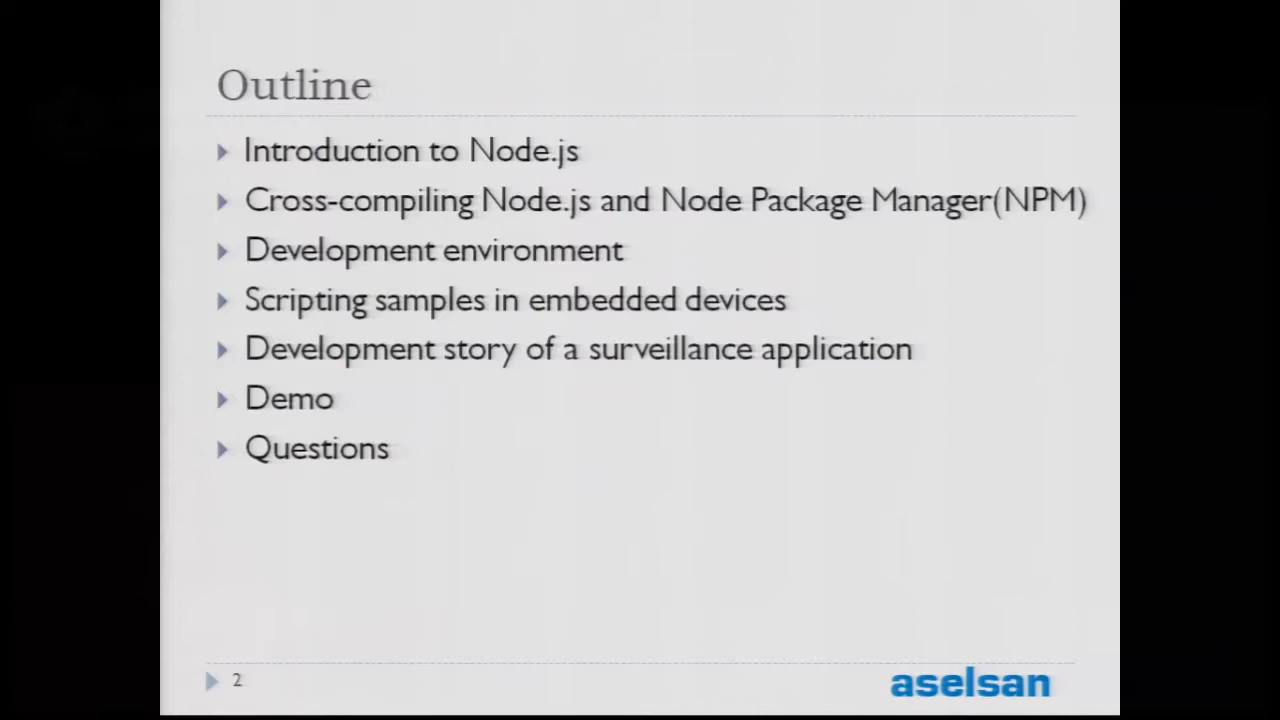 Outline
Introduction to Node.js
Cross-compiling Node.js and Node Package Manager(NPM)
Development environment
Scripting samples in embedded devices
Development story of a surveillance application
Demo
Questions
2
aselsan